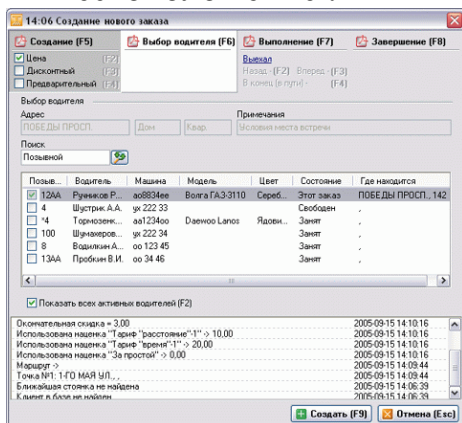 14:06 Создание нового заказа
Создание (F5) Выбор водителя (F6) Выполнение (F7) Завершение (F8)
Цена (F2)
Дисконтный (F3)
Предварительный (F4)
Выехал
Назад - (F2) Вперед - (F3)
В конец (в пути) - (F4)
Выбор водителя
Адрес Примечания
ПОБЕДЫ ПРОСП. Дом Квар. Условия места встречи
Поиск
Позывной
Позыв... Водитель Машина Модель Цвет Состояние Где находится
12АА Румников Р... ао8834ее Волга ГАЗ-3110 Сереб... Этот заказ ПОБЕДЫ ПРОСП., 142
4 Шустрик А.А. ух 222 33 Свободен ,
*4 Тормозенк... аа1234оо Daewoo Lanos Ядови... Занят ,
100 Шумахеров... ух 222 34 Занят ,
8 Водилкин А... оо 123 45 Занят ,
13АА Пробкин В.И. оо 34 46 Занят ,
Показать всех активных водителей (F2)
Окончательная скидка = 3,00 2005-09-15 14:10:16
Использована наценка "Тариф "расстояние"-1" -> 10,00 2005-09-15 14:10:16
Использована наценка "Тариф "время"-1" -> 20,00 2005-09-15 14:10:16
Использована наценка "За простой" -> 0,00 2005-09-15 14:10:16
Маршрут -> 2005-09-15 14:09:44
Точка №1: 1-ГО МАЯ УЛ., , 2005-09-15 14:09:44
Ближайшая стоянка не найдена 2005-09-15 14:06:39
Клиент в базе не найден 2005-09-15 14:06:39
Создать (F9) Отмена (Esc)